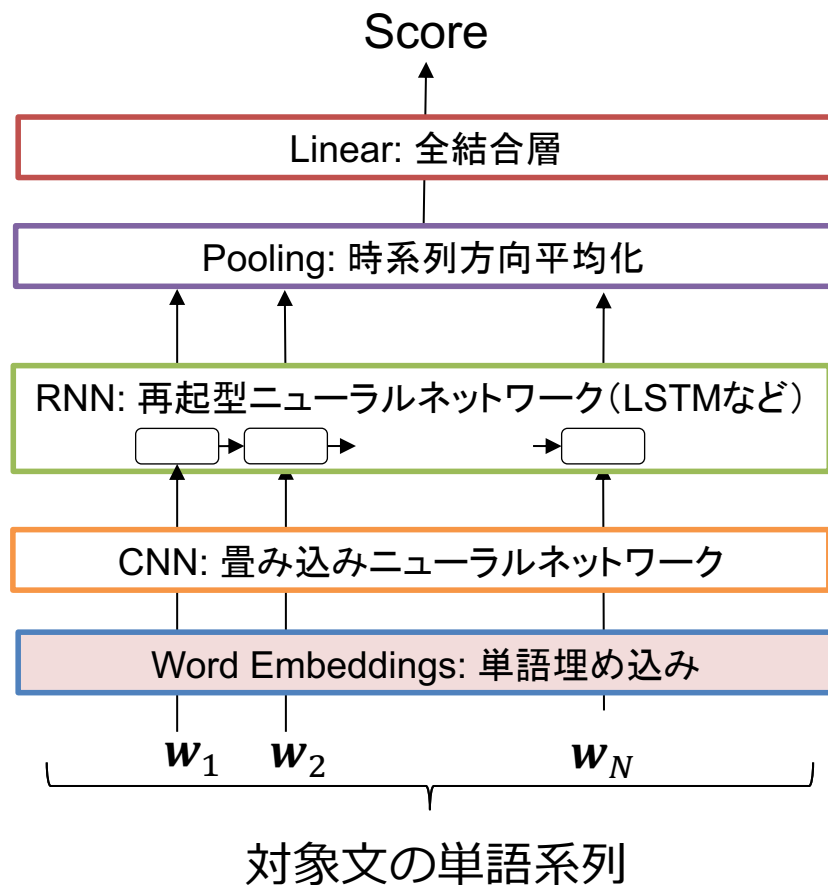 Score
Linear: 全結合層
Pooling: 時系列方向平均化
RNN: 再起型ニューラルネットワーク(LSTMなど)
CNN: 畳み込みニューラルネットワーク
Word Embeddings: 単語埋め込み
w₁ w₂ w_N
対象文の単語系列